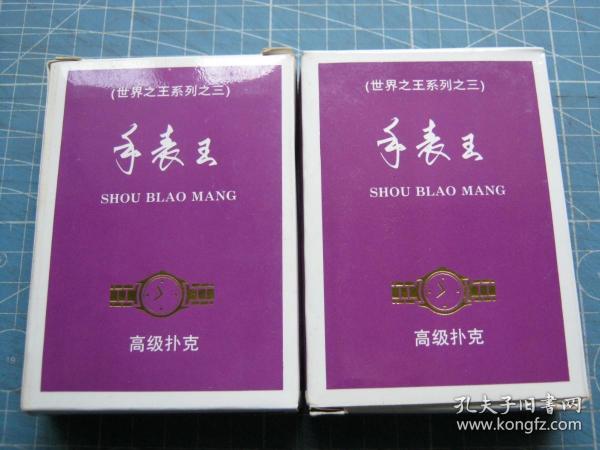 (世界之王系列之三)
手表王
SHOU BLAO MANG
高级扑克
(世界之王系列之三)
手表王
SHOU BLAO MANG
高级扑克
孔夫子旧书网
www.kongfz.com